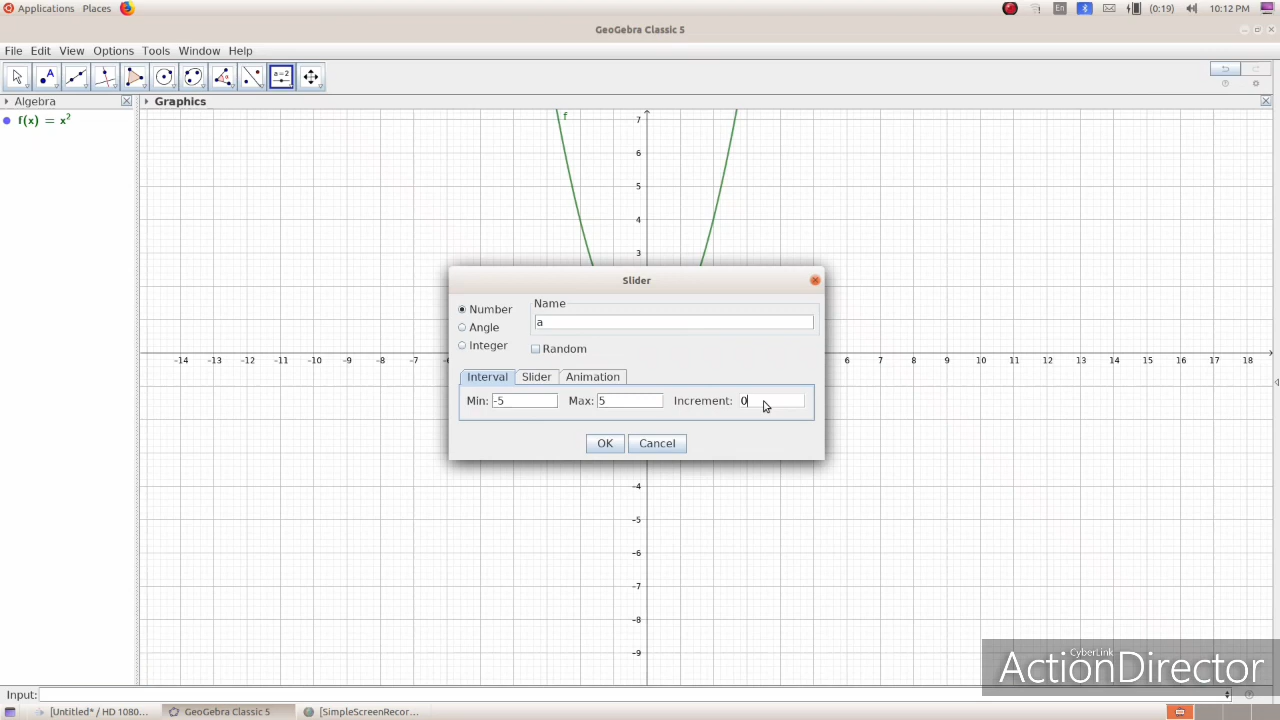 Applications Places En (0:19) 10:12 PM
GeoGebra Classic 5
File Edit View Options Tools Window Help
A a=2
Algebra Graphics
f(x) = x²
f
7
6
5
4
3
Slider
Number
Angle
Integer
Name
a
Random
Interval Slider Animation
Min: -5 Max: 5 Increment: 0
OK Cancel
-14 -13 -12 -11 -10 -9 -8 -7 6 7 8 9 10 11 12 13 14 15 16 17 18
-4
-5
-6
-7
-8
-9
CyberLink
ActionDirector
Input:
[Untitled* / HD 1080... GeoGebra Classic 5 [SimpleScreenRecor...